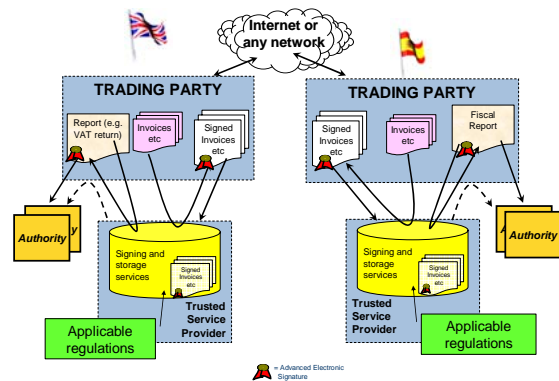 Internet or
any network
TRADING PARTY
Report (e.g.
VAT return)
Invoices
etc
Signed
Invoices
etc
TRADING PARTY
Signed
Invoices
etc
Invoices
etc
Fiscal
Report
Authority
y
Signing and
storage
services
Signed
Invoices
etc
Trusted
Service
Provider
Applicable
regulations
Signing and
storage
services
Signed
Invoices
etc
Trusted
Service
Provider
Applicable
regulations
A
Authority
= Advanced Electronic
Signature